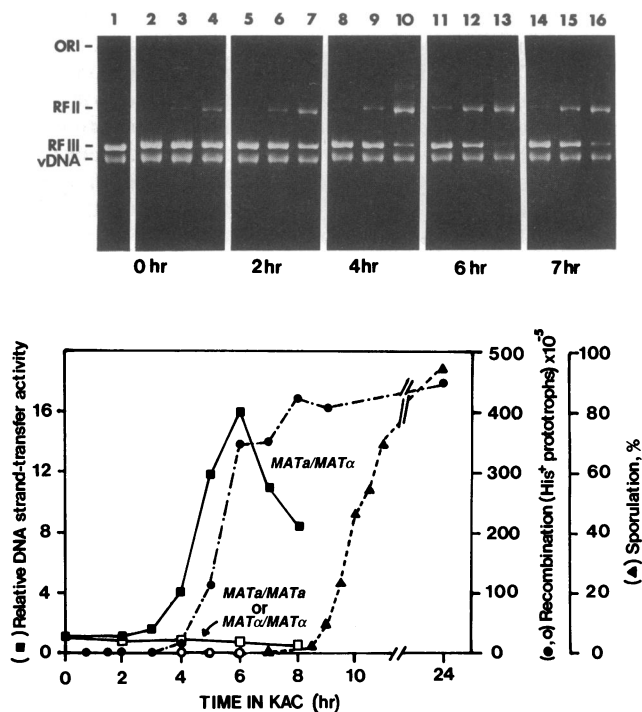 1 2 3 4 5 6 7 8 9 10 11 12 13 14 15 16
ORI
RF II
RF III
vDNA
0 hr 2 hr 4 hr 6 hr 7 hr
(■) Relative DNA strand-transfer activity
16
12
8
4
0
500
400
300
200
100
0
(●,○) Recombination (His⁺ prototrophs) x10⁻⁵
100
80
60
40
20
0
(▲) Sporulation, %
MATa/MATα
MATa/MATa
or
MATα/MATα
0 2 4 6 8 10 24
TIME IN KAC (hr)